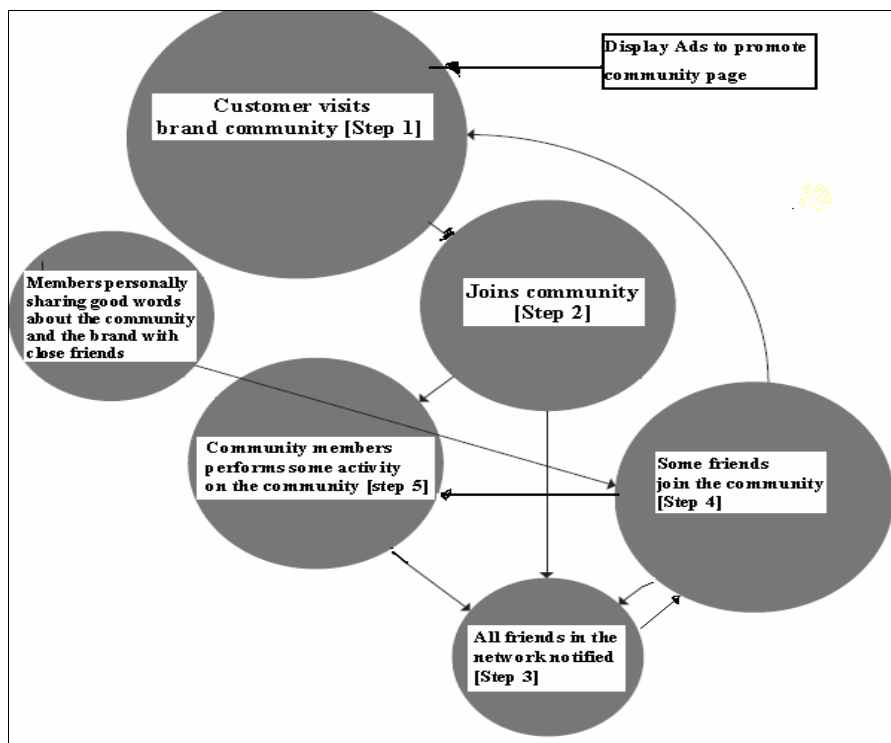 Display Ads to promote
community page
Customer visits
brand community [Step 1]
Joins community
[Step 2]
Members personally
sharing good words
about the community
and the brand with
close friends
Community members
performs some activity
on the community [step 5]
Some friends
join the community
[Step 4]
All friends in the
network notified
[Step 3]